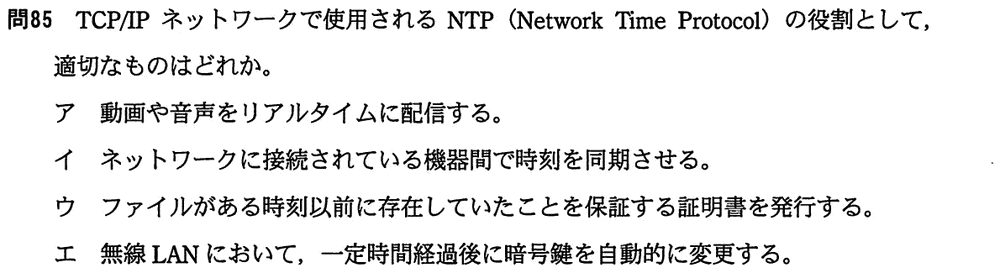 問85 TCP/IP ネットワークで使用される NTP（Network Time Protocol）の役割として，
適切なものはどれか。
ア 動画や音声をリアルタイムに配信する。
イ ネットワークに接続されている機器間で時刻を同期させる。
ウ ファイルがある時刻以前に存在していたことを保証する証明書を発行する。
エ 無線 LAN において，一定時間経過後に暗号鍵を自動的に変更する。